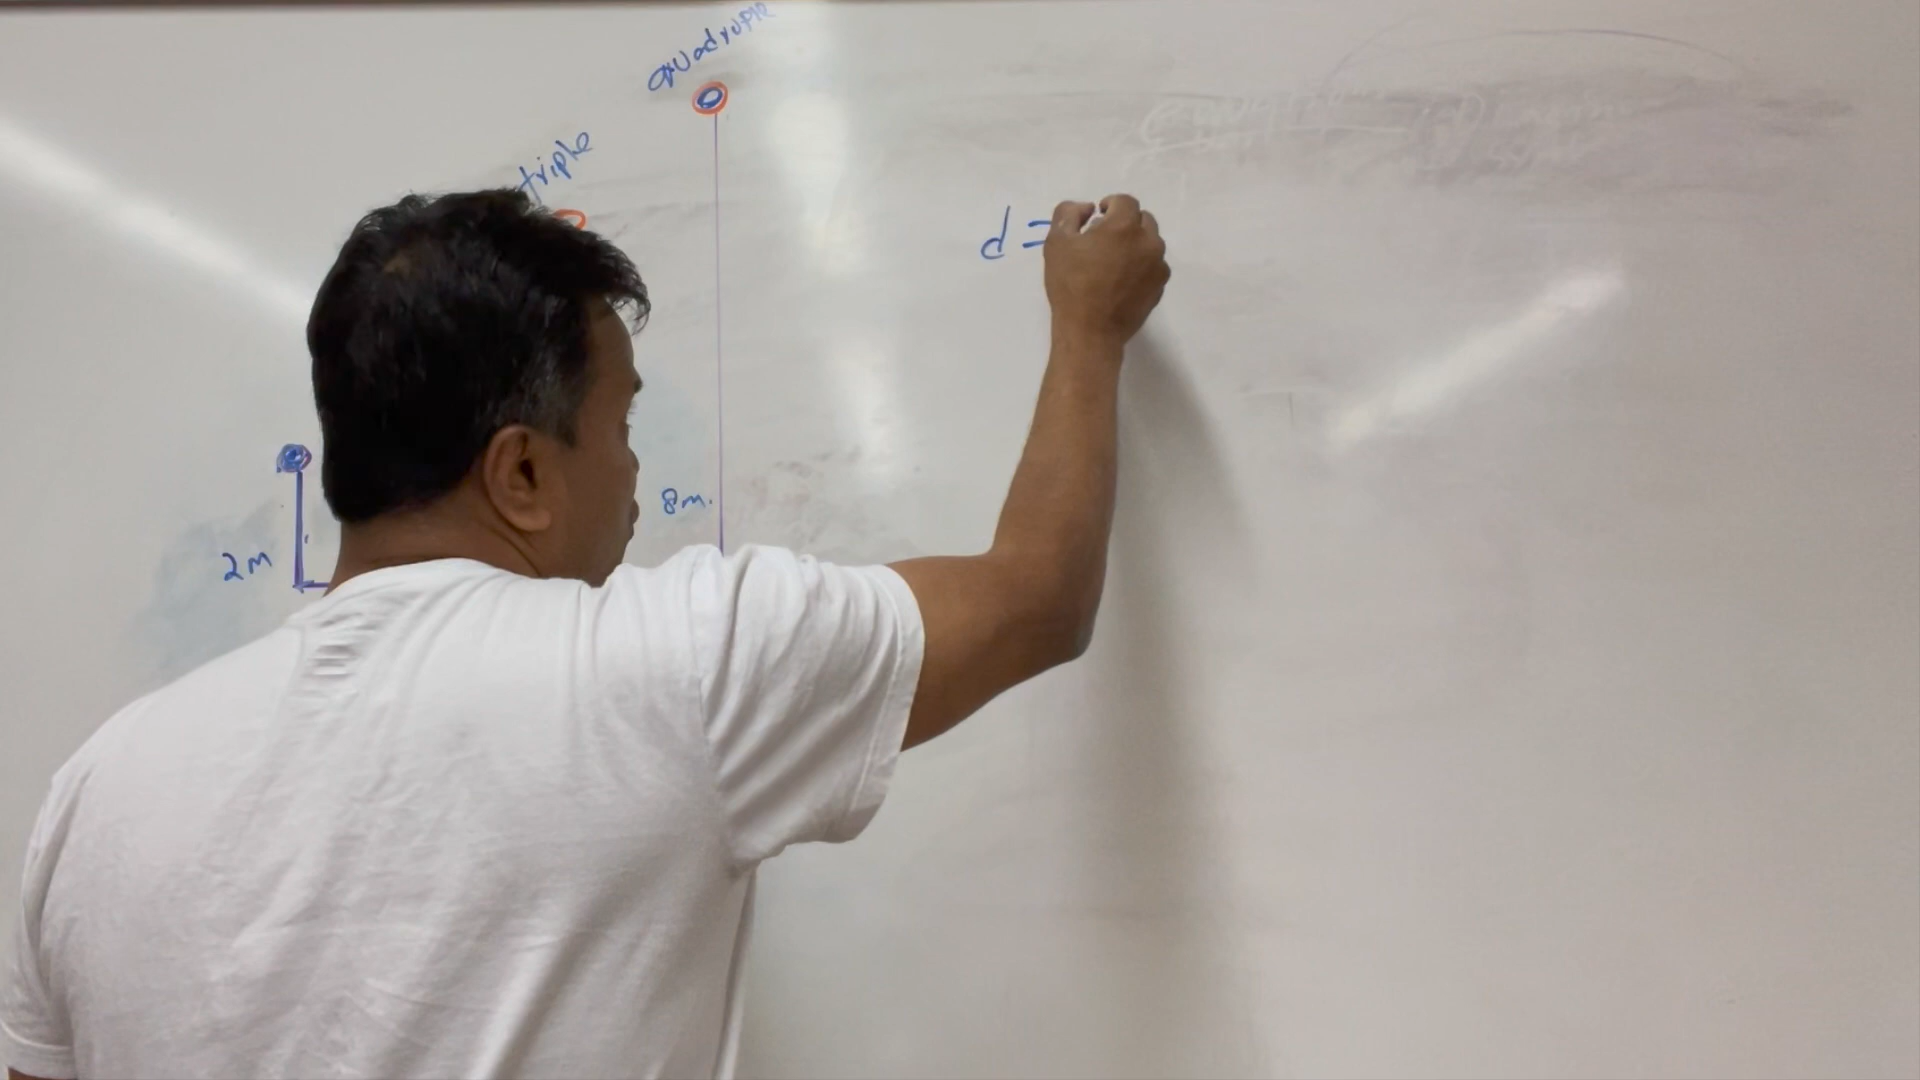 quadruple
triple
d =
8m.
2m